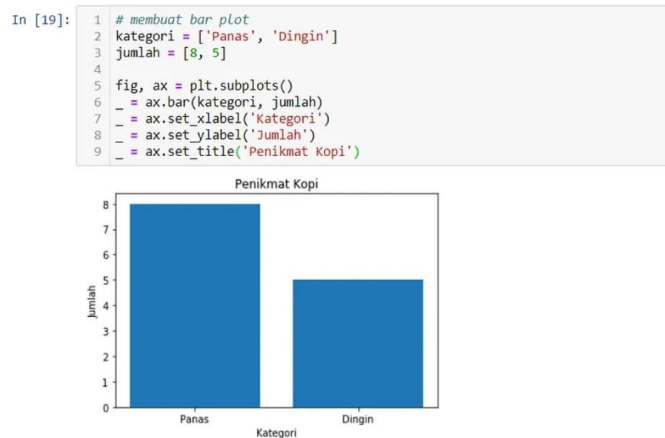 In [19]:
1 # membuat bar plot
2 kategori = ['Panas', 'Dingin']
3 jumlah = [8, 5]
4
5 fig, ax = plt.subplots()
6 _ = ax.bar(kategori, jumlah)
7 _ = ax.set_xlabel('Kategori')
8 _ = ax.set_ylabel('Jumlah')
9 _ = ax.set_title('Penikmat Kopi')
Penikmat Kopi
8
7
6
5
4
3
2
1
0
Jumlah
Panas Dingin
Kategori